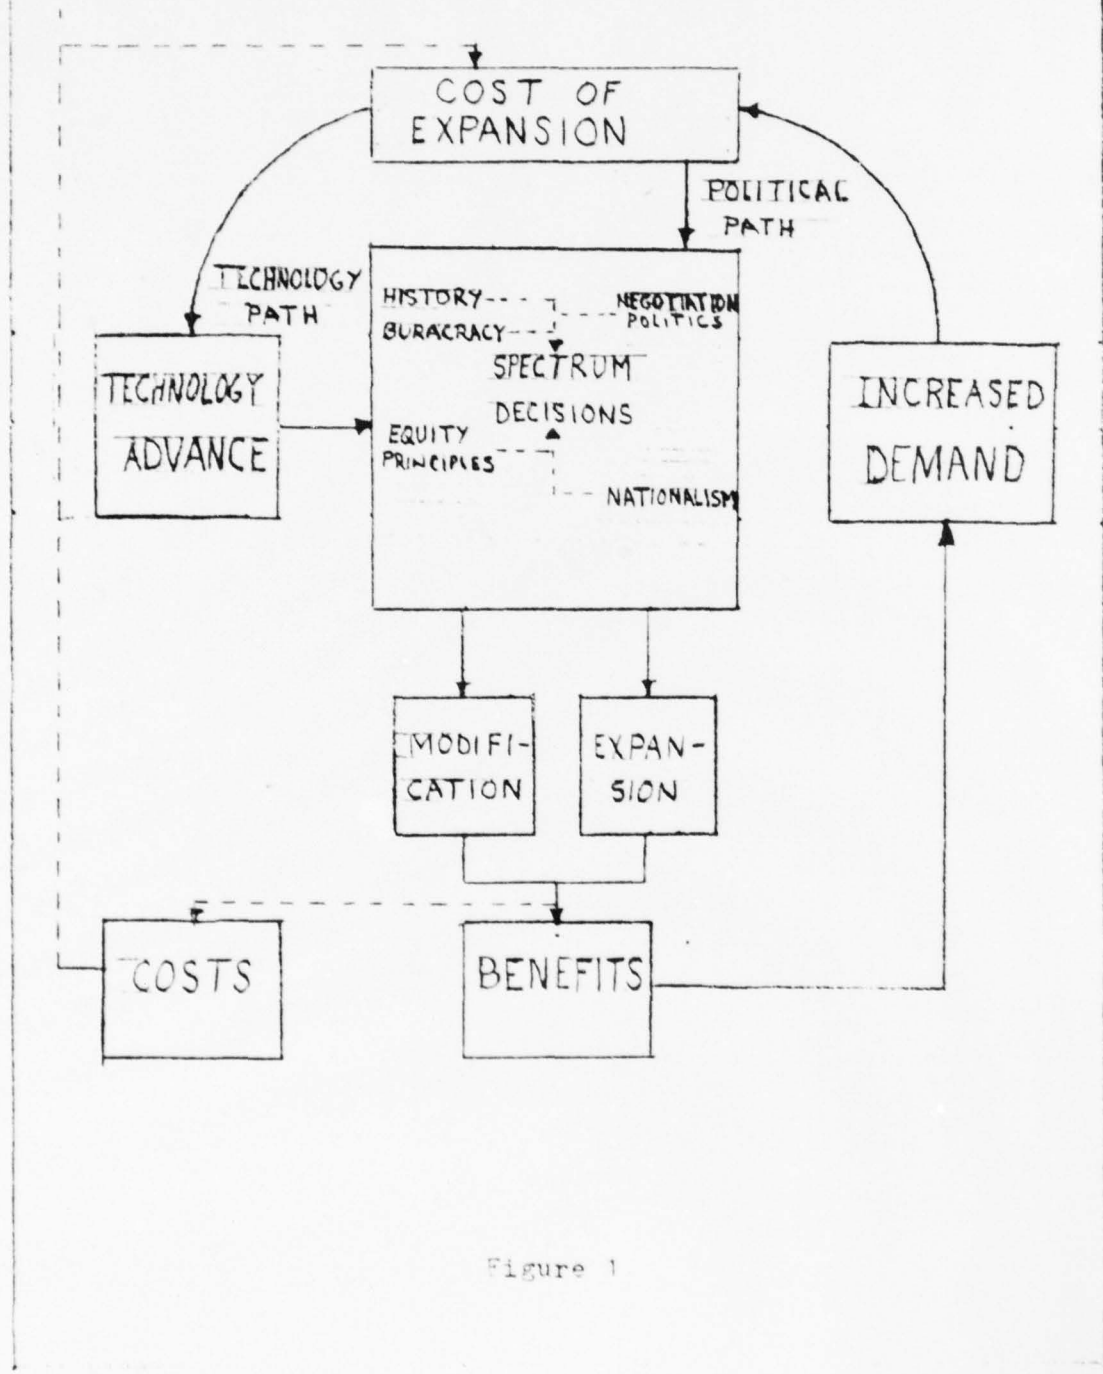 COST OF
EXPANSION
POLITICAL
PATH
TECHNOLOGY
PATH
HISTORY
BURACRACY
NEGOTIATION
POLITICS
SPECTRUM
DECISIONS
EQUITY
PRINCIPLES
NATIONALISM
TECHNOLOGY
ADVANCE
INCREASED
DEMAND
MODIFI-
CATION
EXPAN-
SION
COSTS
BENEFITS
Figure 1